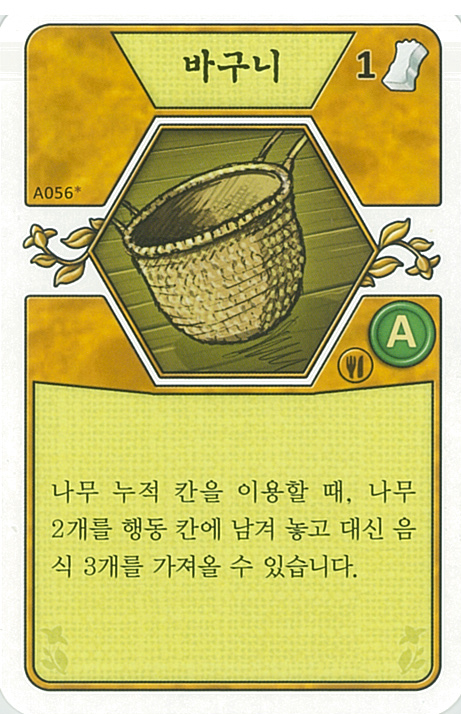 바구니
1
A056*
A
나무 누적 칸을 이용할 때, 나무
2개를 행동 칸에 남겨 놓고 대신 음
식 3개를 가져올 수 있습니다.